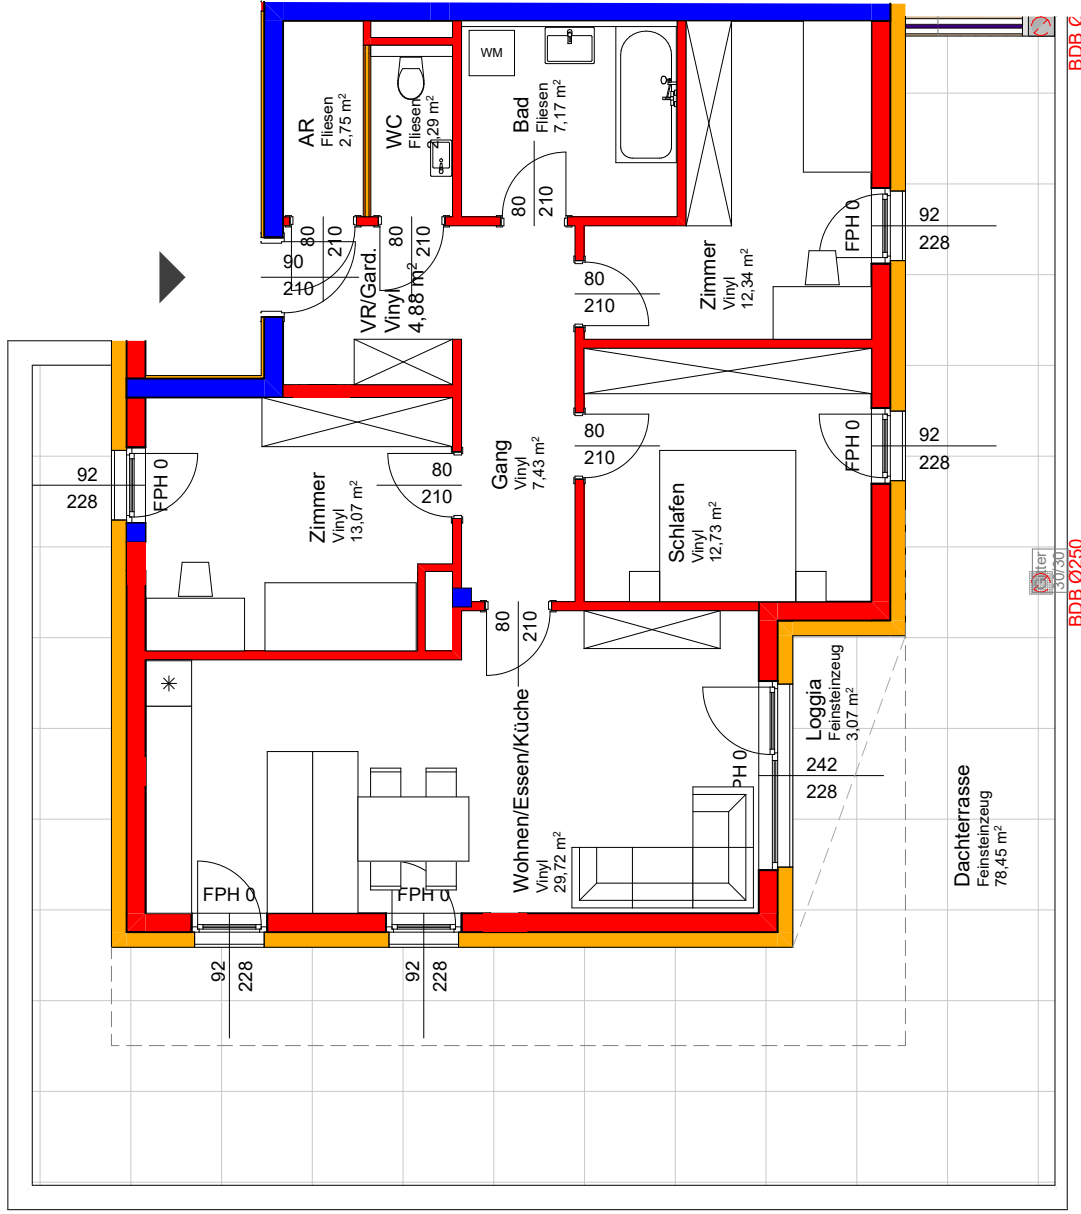 AR
Fliesen
2,75 m²
WC
Fliesen
2,29 m²
WM
Bad
Fliesen
7,17 m²
80
210
80
210
80
210
90
210
VR/Gard.
Vinyl
4,88 m²
Zimmer
Vinyl
12,34 m²
80
210
FPH 0
92
228
BDB Ø
92
228
FPH 0
Zimmer
Vinyl
13,07 m²
80
210
Gang
Vinyl
7,43 m²
80
210
Schlafen
Vinyl
12,73 m²
FPH 0
92
228
30/30
BDB Ø250
80
210
Wohnen/Essen/Küche
Vinyl
29,72 m²
PH 0
242
228
Loggia
Feinsteinzeug
3,07 m²
Dachterrasse
Feinsteinzeug
78,45 m²
FPH 0
92
228
FPH 0
92
228